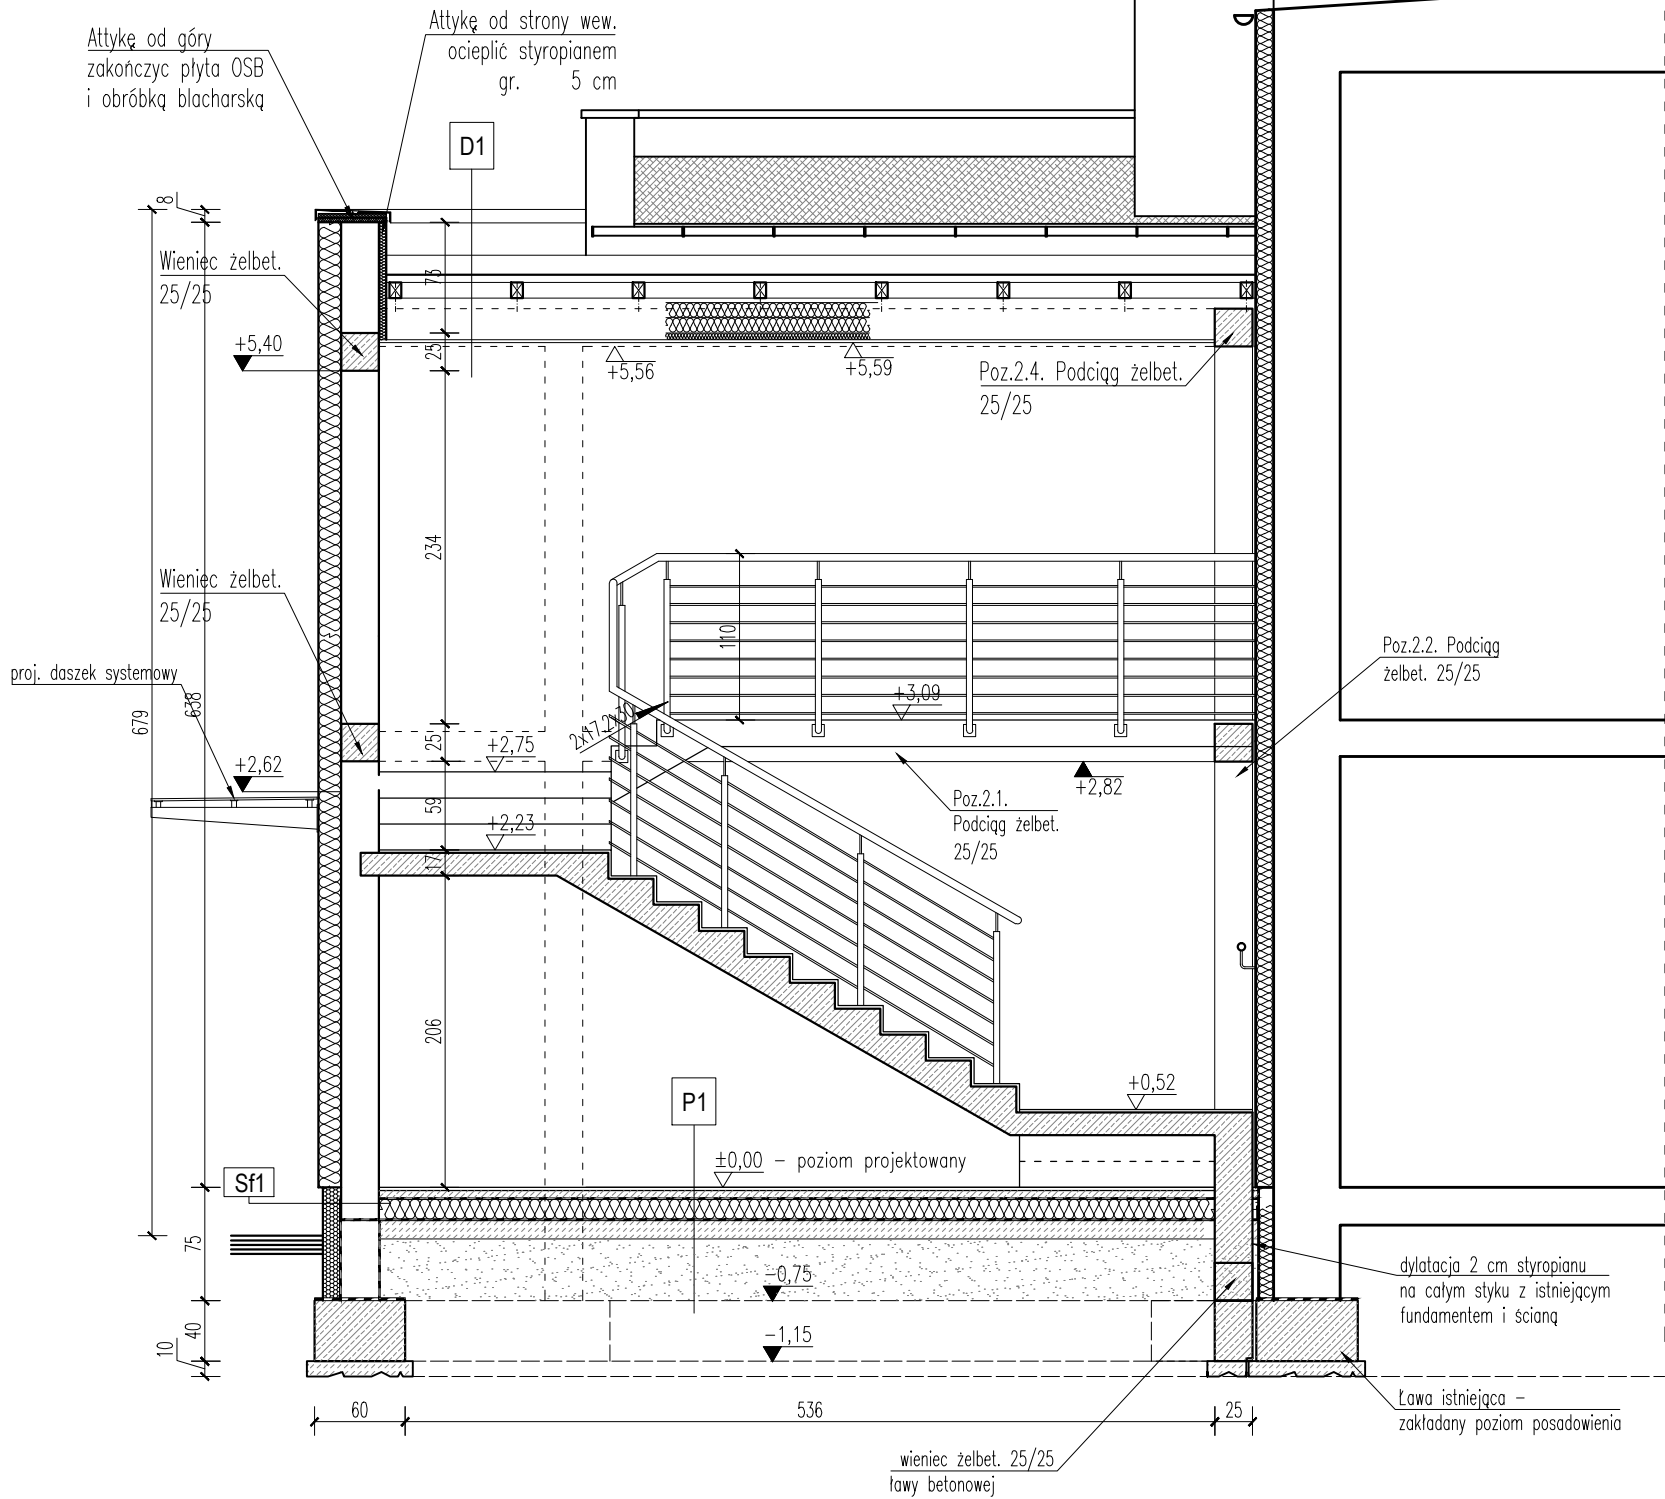 Attykę od góry
zakończyc płyta OSB
i obróbką blacharską
Attykę od strony wew.
ocieplić styropianem
gr. 5 cm
D1
8
Wieniec żelbet.
25/25
73
+5,40
25
+5,56
+5,59
Poz.2.4. Podciąg żelbet.
25/25
234
Wieniec żelbet.
25/25
110
Poz.2.2. Podciąg
żelbet. 25/25
proj. daszek systemowy
638
679
+3,09
2x17.2x30
25
+2,75
+2,62
+2,82
59
Poz.2.1.
Podciąg żelbet.
25/25
+2,23
17
206
+0,52
P1
±0,00 - poziom projektowany
Sf1
75
-0,75
dylatacja 2 cm styropianu
na całym styku z istniejącym
fundamentem i ścianą
40
-1,15
10
Ława istniejąca -
zakładany poziom posadowienia
60
536
25
wieniec żelbet. 25/25
ławy betonowej